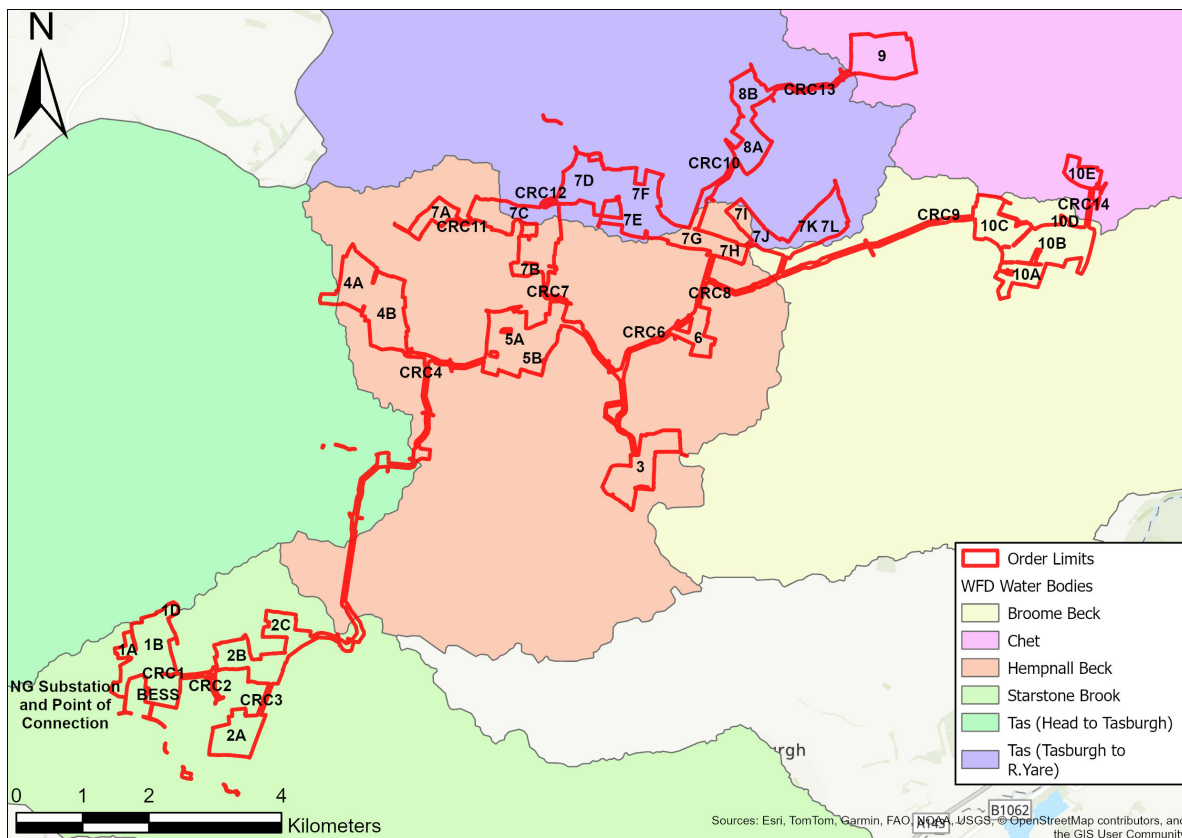 N
9
8B
CRC13
8A
CRC10
10E
7D
CRC12
7F
CRC14
7A
7C
7I
CRC9
10D
CRC11
7E
7K
7L
10C
7G
7J
10B
7H
7B
10A
4A
CRC7
CRC8
4B
CRC6
5A
6
5B
CRC4
3
1D
2C
1A
1B
2B
CRC1
CRC2
NG Substation
and Point of
Connection
BESS
CRC3
2A
Order Limits
WFD Water Bodies
Broome Beck
Chet
Hempnall Beck
Starstone Brook
Tas (Head to Tasburgh)
Tas (Tasburgh to
R.Yare)
urgh
0
1
2
4
Kilometers
B1062
A143
Sources: Esri, TomTom, Garmin, FAO, NOAA, USGS, © OpenStreetMap contributors, and
the GIS User Communit